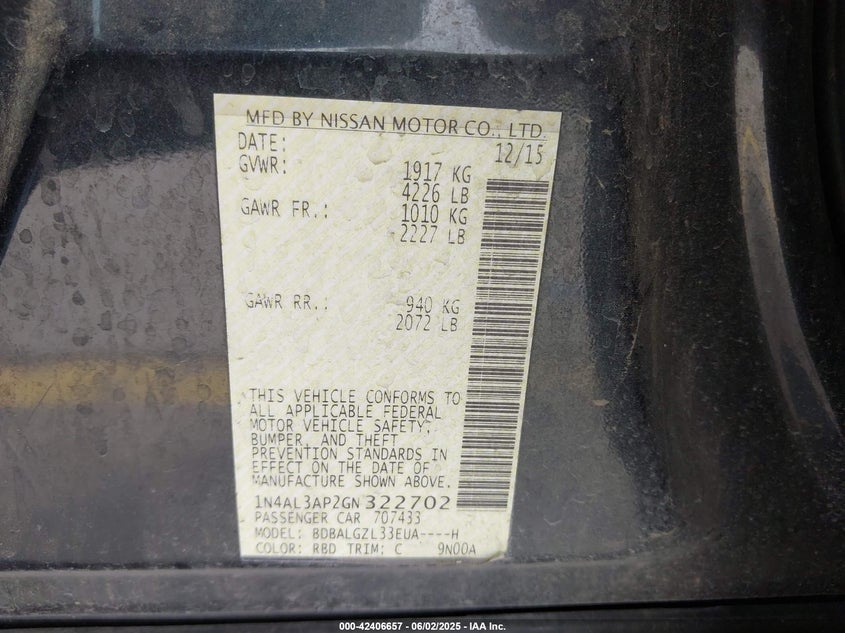 MFD BY NISSAN MOTOR CO., LTD.
DATE: 12/15
GVWR: 1917 KG
4226 LB
GAWR FR.: 1010 KG
2227 LB
GAWR RR.: 940 KG
2072 LB
THIS VEHICLE CONFORMS TO
ALL APPLICABLE FEDERAL
MOTOR VEHICLE SAFETY,
BUMPER, AND THEFT
PREVENTION STANDARDS IN
EFFECT ON THE DATE OF
MANUFACTURE SHOWN ABOVE.
1N4AL3AP2GN322702
PASSENGER CAR 707433
MODEL: BDBALGZL33EUA----H
COLOR: RBD TRIM: C 9N00A
000-42406657 - 06/02/2025 - IAA Inc.